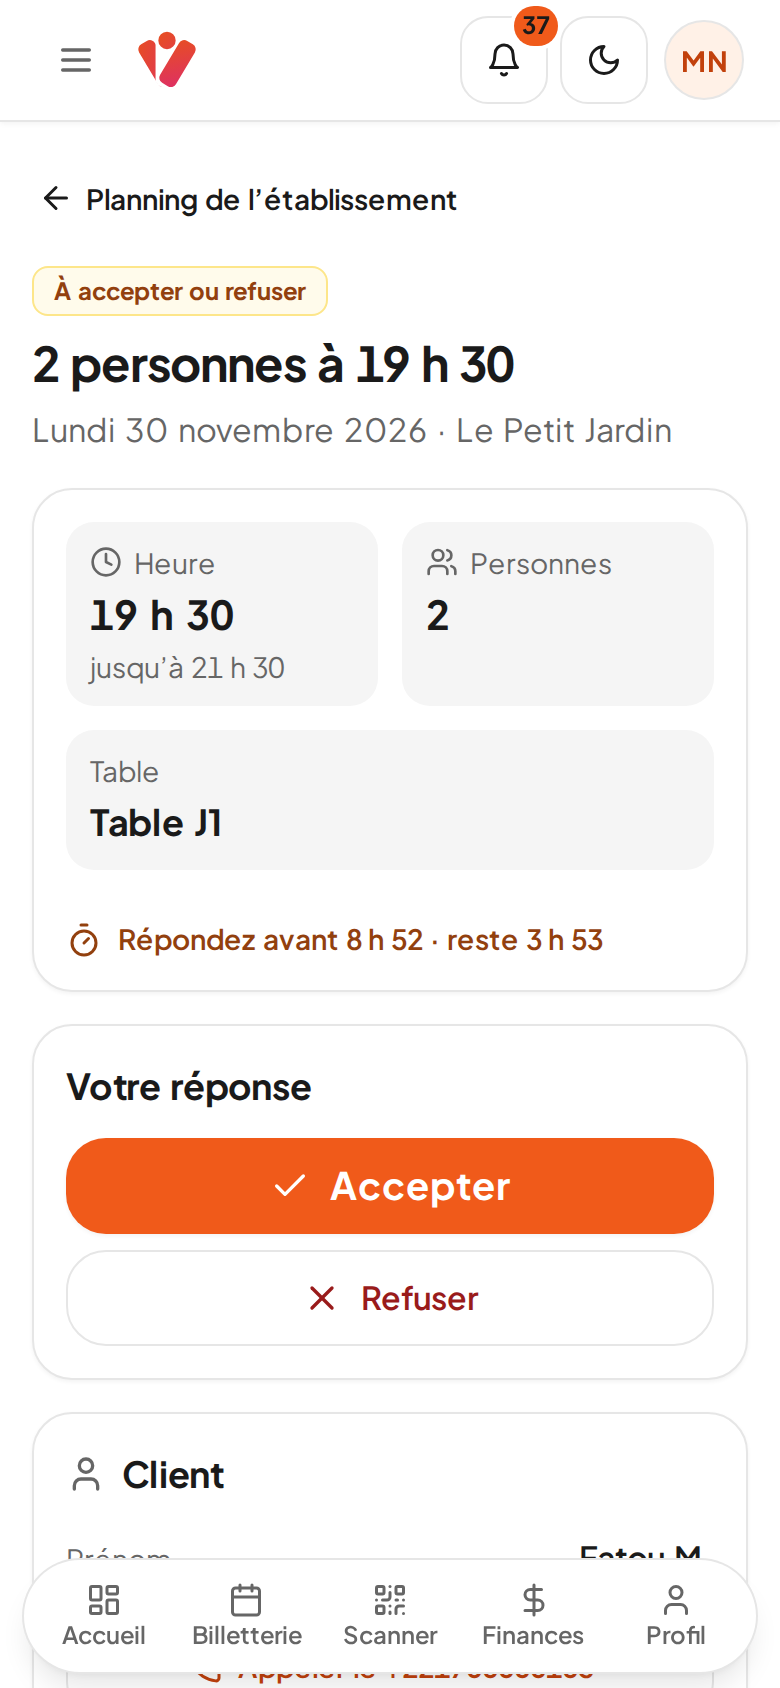 37
MN
Planning de l’établissement
À accepter ou refuser
2 personnes à 19 h 30
Lundi 30 novembre 2026 · Le Petit Jardin
Heure
19 h 30
jusqu’à 21 h 30
Personnes
2
Table
Table J1
Répondez avant 8 h 52 · reste 3 h 53
Votre réponse
Accepter
Refuser
Client
Prénom
Fatou M.
Accueil
Billetterie
Scanner
Finances
Profil